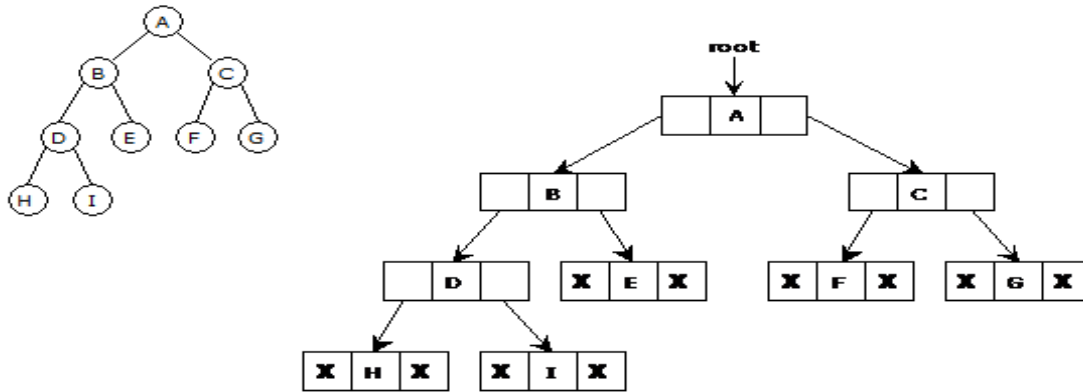 A
B C
D E F G
H I
root
A
B C
D X E X X F X X G X
X H X X I X